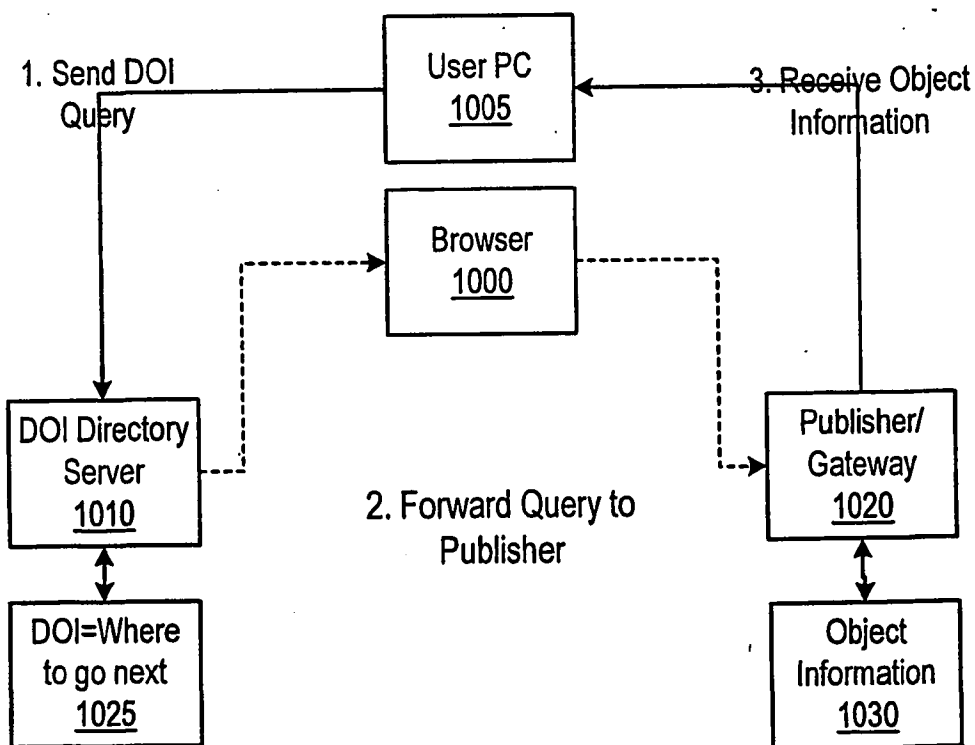 1. Send DOI
Query
User PC
1005
3. Receive Object
Information
Browser
1000
DOI Directory
Server
1010
2. Forward Query to
Publisher
Publisher/
Gateway
1020
DOI=Where
to go next
1025
Object
Information
1030